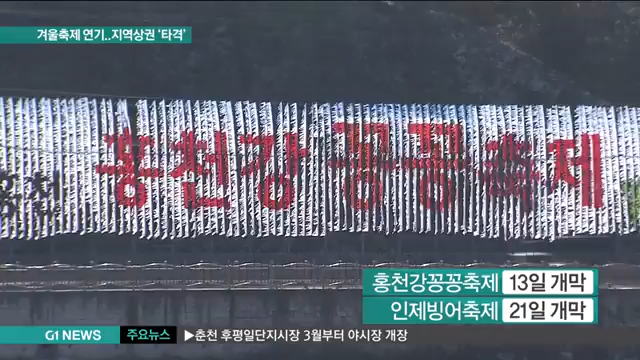 겨울축제 연기..지역상권 '타격'
홍천강 꽁꽁축제
홍천강꽁꽁축제 13일 개막
인제빙어축제 21일 개막
G1 NEWS 주요뉴스 ▶춘천 후평일단지시장 3월부터 야시장 개장